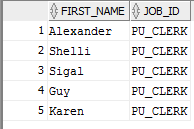 FIRST_NAME JOB_ID
1 Alexander PU_CLERK
2 Shelli PU_CLERK
3 Sigal PU_CLERK
4 Guy PU_CLERK
5 Karen PU_CLERK